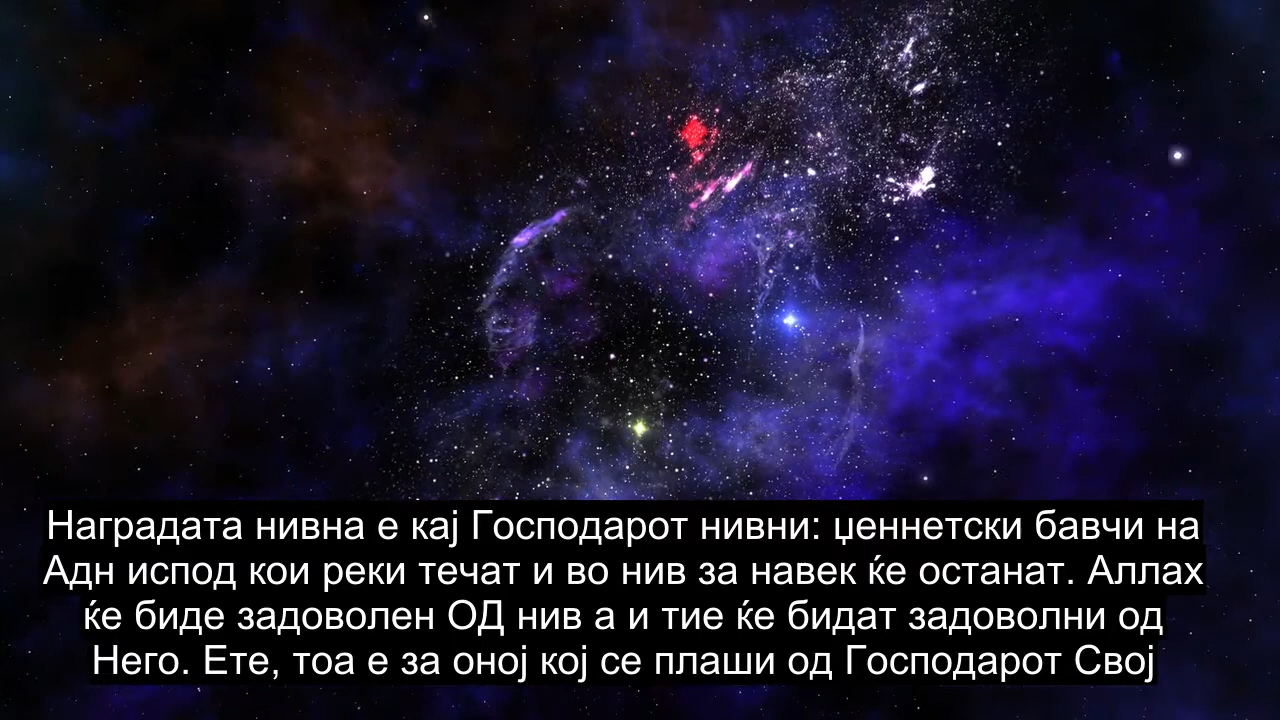 Наградата нивна е кај Господарот нивни: џеннетски бавчи на
Адн испод кои реки течат и во нив за навек ќе останат. Аллах
ќе биде задоволен ОД нив а и тие ќе бидат задоволни од
Него. Ете, тоа е за оној кој се плаши од Господарот Свој